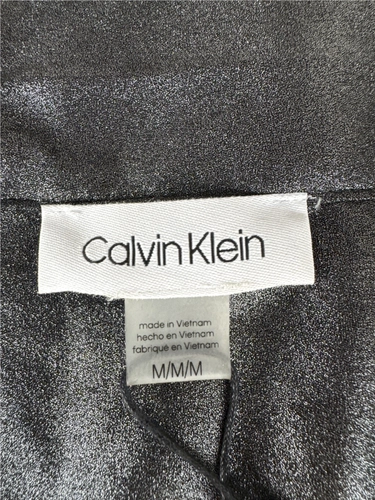 Calvin Klein
made in Vietnam
hecho en Vietnam
fabriqué en Vietnam
M/M/M